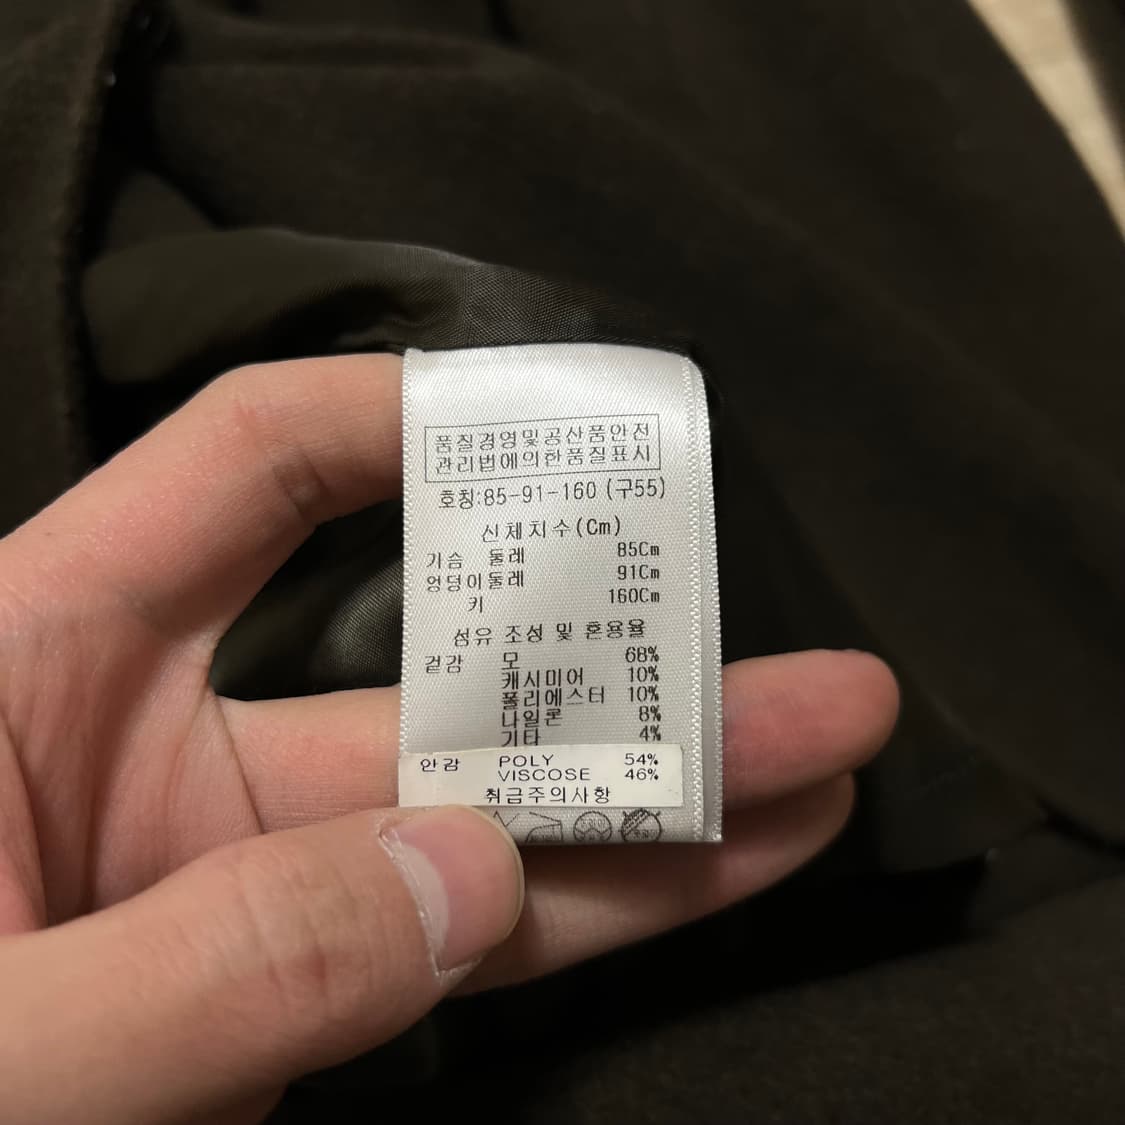 품질경영및공산품안전
관리법에의한품질표시
호칭:85-91-160 (구55)
신체치수(Cm)
가슴 둘레 85Cm
엉덩이둘레 91Cm
키 160Cm
섬유 조성 및 혼용율
겉감 모 68%
캐시미어 10%
폴리에스터 10%
나일론 8%
기타 4%
안감 POLY 54%
VISCOSE 46%
취급주의사항